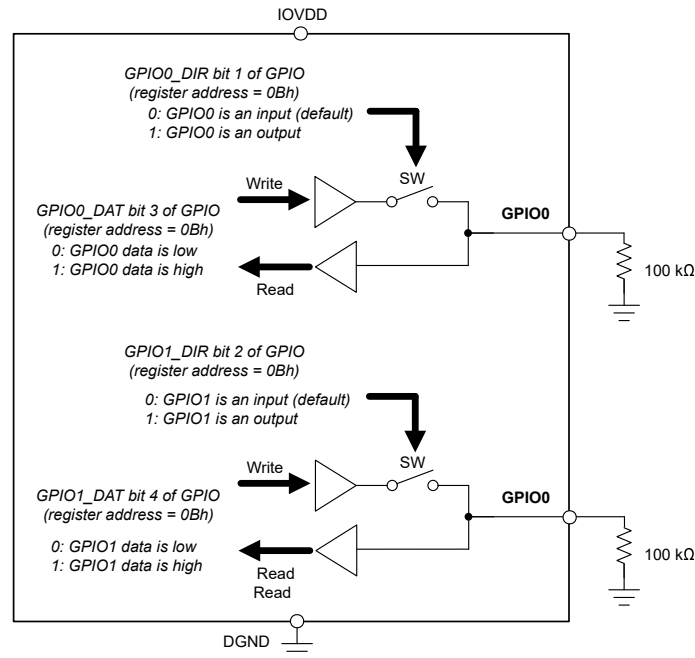 IOVDD
GPIO0_DIR bit 1 of GPIO
(register address = 0Bh)
0: GPIO0 is an input (default)
1: GPIO0 is an output
SW
Write
GPIO0
GPIO0_DAT bit 3 of GPIO
(register address = 0Bh)
0: GPIO0 data is low
1: GPIO0 data is high
Read
100 kΩ
GPIO1_DIR bit 2 of GPIO
(register address = 0Bh)
0: GPIO1 is an input (default)
1: GPIO1 is an output
SW
Write
GPIO0
GPIO1_DAT bit 4 of GPIO
(register address = 0Bh)
0: GPIO1 data is low
1: GPIO1 data is high
Read
Read
100 kΩ
DGND